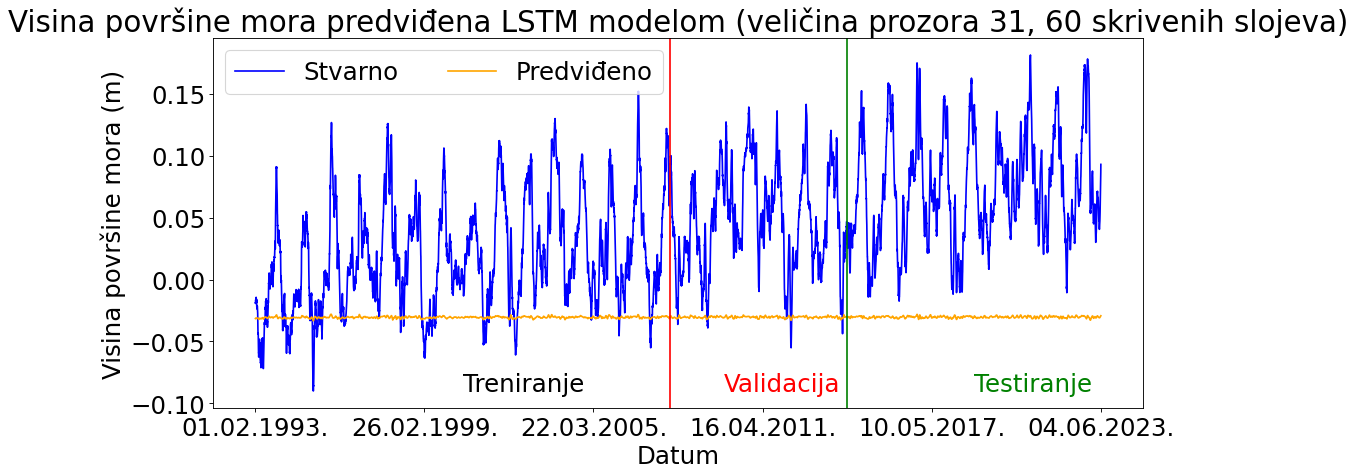 Visina površine mora predviđena LSTM modelom (veličina prozora 31, 60 skrivenih slojeva)
Stvarno
Predviđeno
Visina površine mora (m)
0.15
0.10
0.05
0.00
−0.05
−0.10
Treniranje
Validacija
Testiranje
01.02.1993.
26.02.1999.
22.03.2005.
16.04.2011.
10.05.2017.
04.06.2023.
Datum